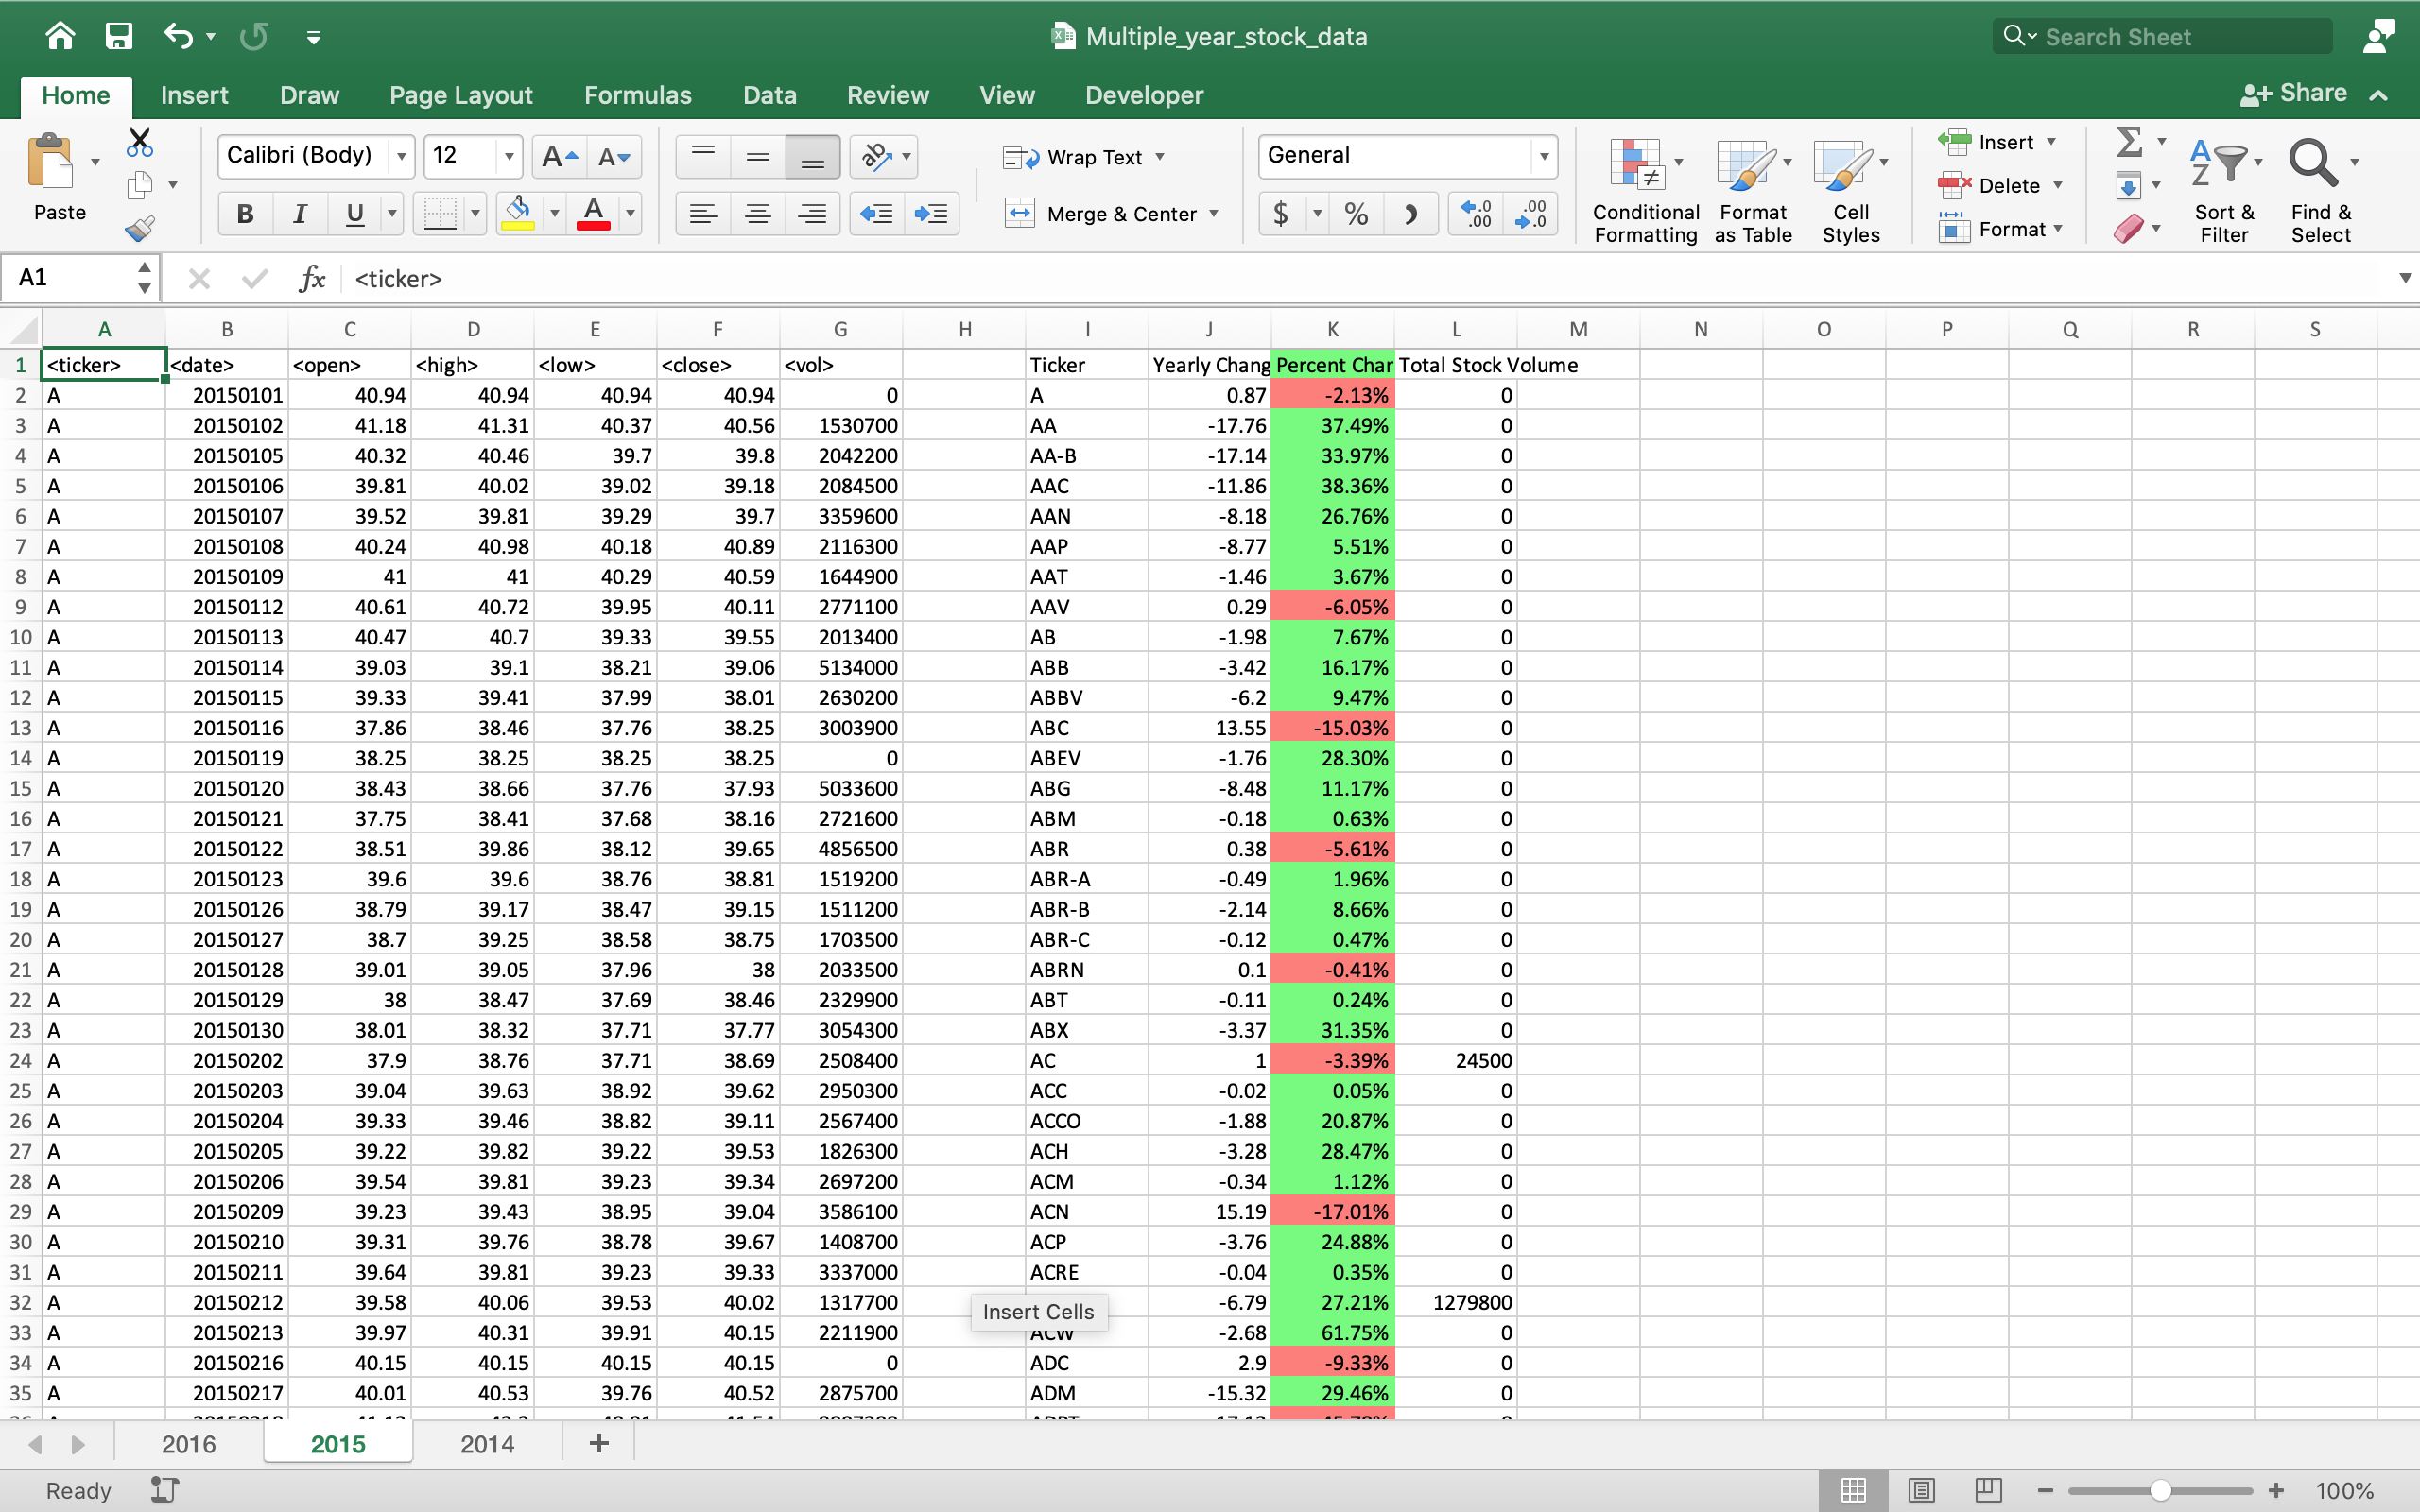 Multiple_year_stock_data
Search Sheet
Home Insert Draw Page Layout Formulas Data Review View Developer Share
Paste
Calibri (Body) 12
Wrap Text
General
Merge & Center
Conditional Formatting
Format as Table
Cell Styles
Insert
Delete
Format
Sort & Filter
Find & Select
A1 fx <ticker>
A B C D E F G H I J K L M N O P Q R S
1 <ticker> <date> <open> <high> <low> <close> <vol> Ticker Yearly Chang Percent Char Total Stock Volume
2 A 20150101 40.94 40.94 40.94 40.94 0 A 0.87 -2.13% 0
3 A 20150102 41.18 41.31 40.37 40.56 1530700 AA -17.76 37.49% 0
4 A 20150105 40.32 40.46 39.7 39.8 2042200 AA-B -17.14 33.97% 0
5 A 20150106 39.81 40.02 39.02 39.18 2084500 AAC -11.86 38.36% 0
6 A 20150107 39.52 39.81 39.29 39.7 3359600 AAN -8.18 26.76% 0
7 A 20150108 40.24 40.98 40.18 40.89 2116300 AAP -8.77 5.51% 0
8 A 20150109 41 41 40.29 40.59 1644900 AAT -1.46 3.67% 0
9 A 20150112 40.61 40.72 39.95 40.11 2771100 AAV 0.29 -6.05% 0
10 A 20150113 40.47 40.7 39.33 39.55 2013400 AB -1.98 7.67% 0
11 A 20150114 39.03 39.1 38.21 39.06 5134000 ABB -3.42 16.17% 0
12 A 20150115 39.33 39.41 37.99 38.01 2630200 ABBV -6.2 9.47% 0
13 A 20150116 37.86 38.46 37.76 38.25 3003900 ABC 13.55 -15.03% 0
14 A 20150119 38.25 38.25 38.25 38.25 0 ABEV -1.76 28.30% 0
15 A 20150120 38.43 38.66 37.76 37.93 5033600 ABG -8.48 11.17% 0
16 A 20150121 37.75 38.41 37.68 38.16 2721600 ABM -0.18 0.63% 0
17 A 20150122 38.51 39.86 38.12 39.65 4856500 ABR 0.38 -5.61% 0
18 A 20150123 39.6 39.6 38.76 38.81 1519200 ABR-A -0.49 1.96% 0
19 A 20150126 38.79 39.17 38.47 39.15 1511200 ABR-B -2.14 8.66% 0
20 A 20150127 38.7 39.25 38.58 38.75 1703500 ABR-C -0.12 0.47% 0
21 A 20150128 39.01 39.05 37.96 38 2033500 ABRN 0.1 -0.41% 0
22 A 20150129 38 38.47 37.69 38.46 2329900 ABT -0.11 0.24% 0
23 A 20150130 38.01 38.32 37.71 37.77 3054300 ABX -3.37 31.35% 0
24 A 20150202 37.9 38.76 37.71 38.69 2508400 AC 1 -3.39% 24500
25 A 20150203 39.04 39.63 38.92 39.62 2950300 ACC -0.02 0.05% 0
26 A 20150204 39.33 39.46 38.82 39.11 2567400 ACCO -1.88 20.87% 0
27 A 20150205 39.22 39.82 39.22 39.53 1826300 ACH -3.28 28.47% 0
28 A 20150206 39.54 39.81 39.23 39.34 2697200 ACM -0.34 1.12% 0
29 A 20150209 39.23 39.43 38.95 39.04 3586100 ACN 15.19 -17.01% 0
30 A 20150210 39.31 39.76 38.78 39.67 1408700 ACP -3.76 24.88% 0
31 A 20150211 39.64 39.81 39.23 39.33 3337000 ACRE -0.04 0.35% 0
32 A 20150212 39.58 40.06 39.53 40.02 1317700 -6.79 27.21% 1279800
Insert Cells
33 A 20150213 39.97 40.31 39.91 40.15 2211900 ACW -2.68 61.75% 0
34 A 20150216 40.15 40.15 40.15 40.15 0 ADC 2.9 -9.33% 0
35 A 20150217 40.01 40.53 39.76 40.52 2875700 ADM -15.32 29.46% 0
2016 2015 2014
Ready 100%